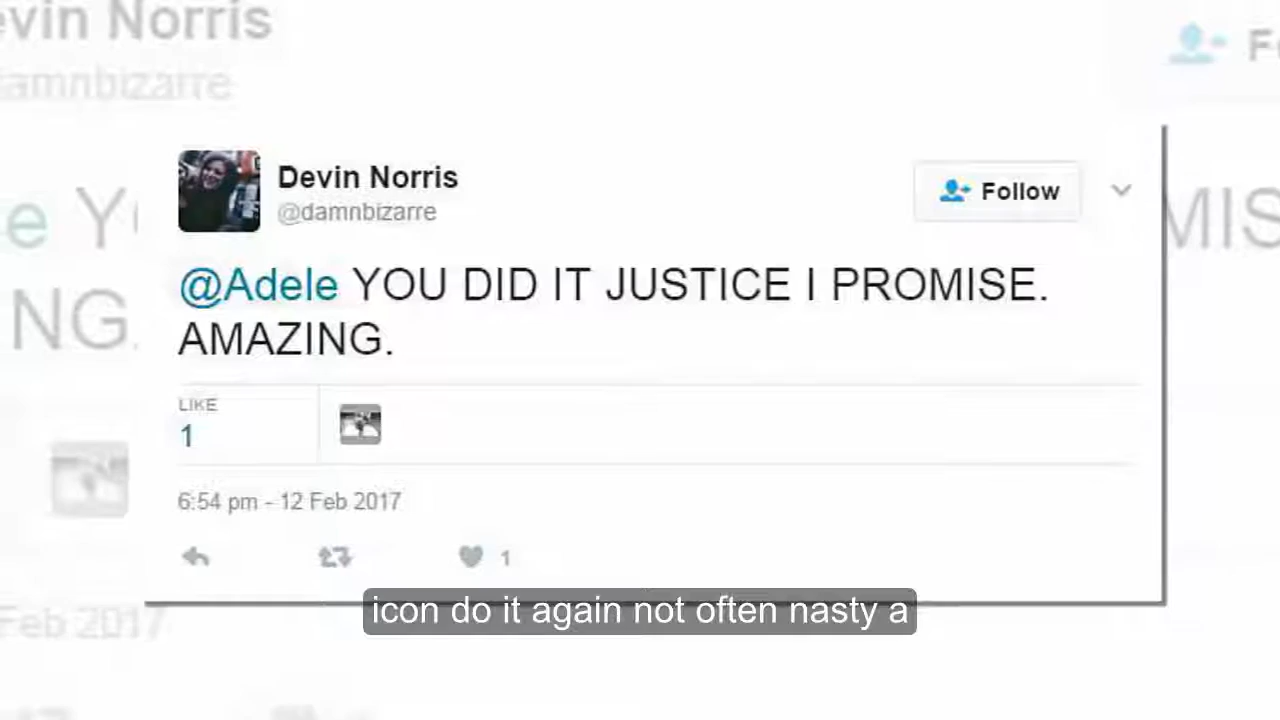 evin Norris
amnbizarre
Devin Norris
@damnbizarre
Follow
@Adele YOU DID IT JUSTICE I PROMISE.
AMAZING.
LIKE
1
6:54 pm - 12 Feb 2017
1
icon do it again not often nasty a
Feb 2017